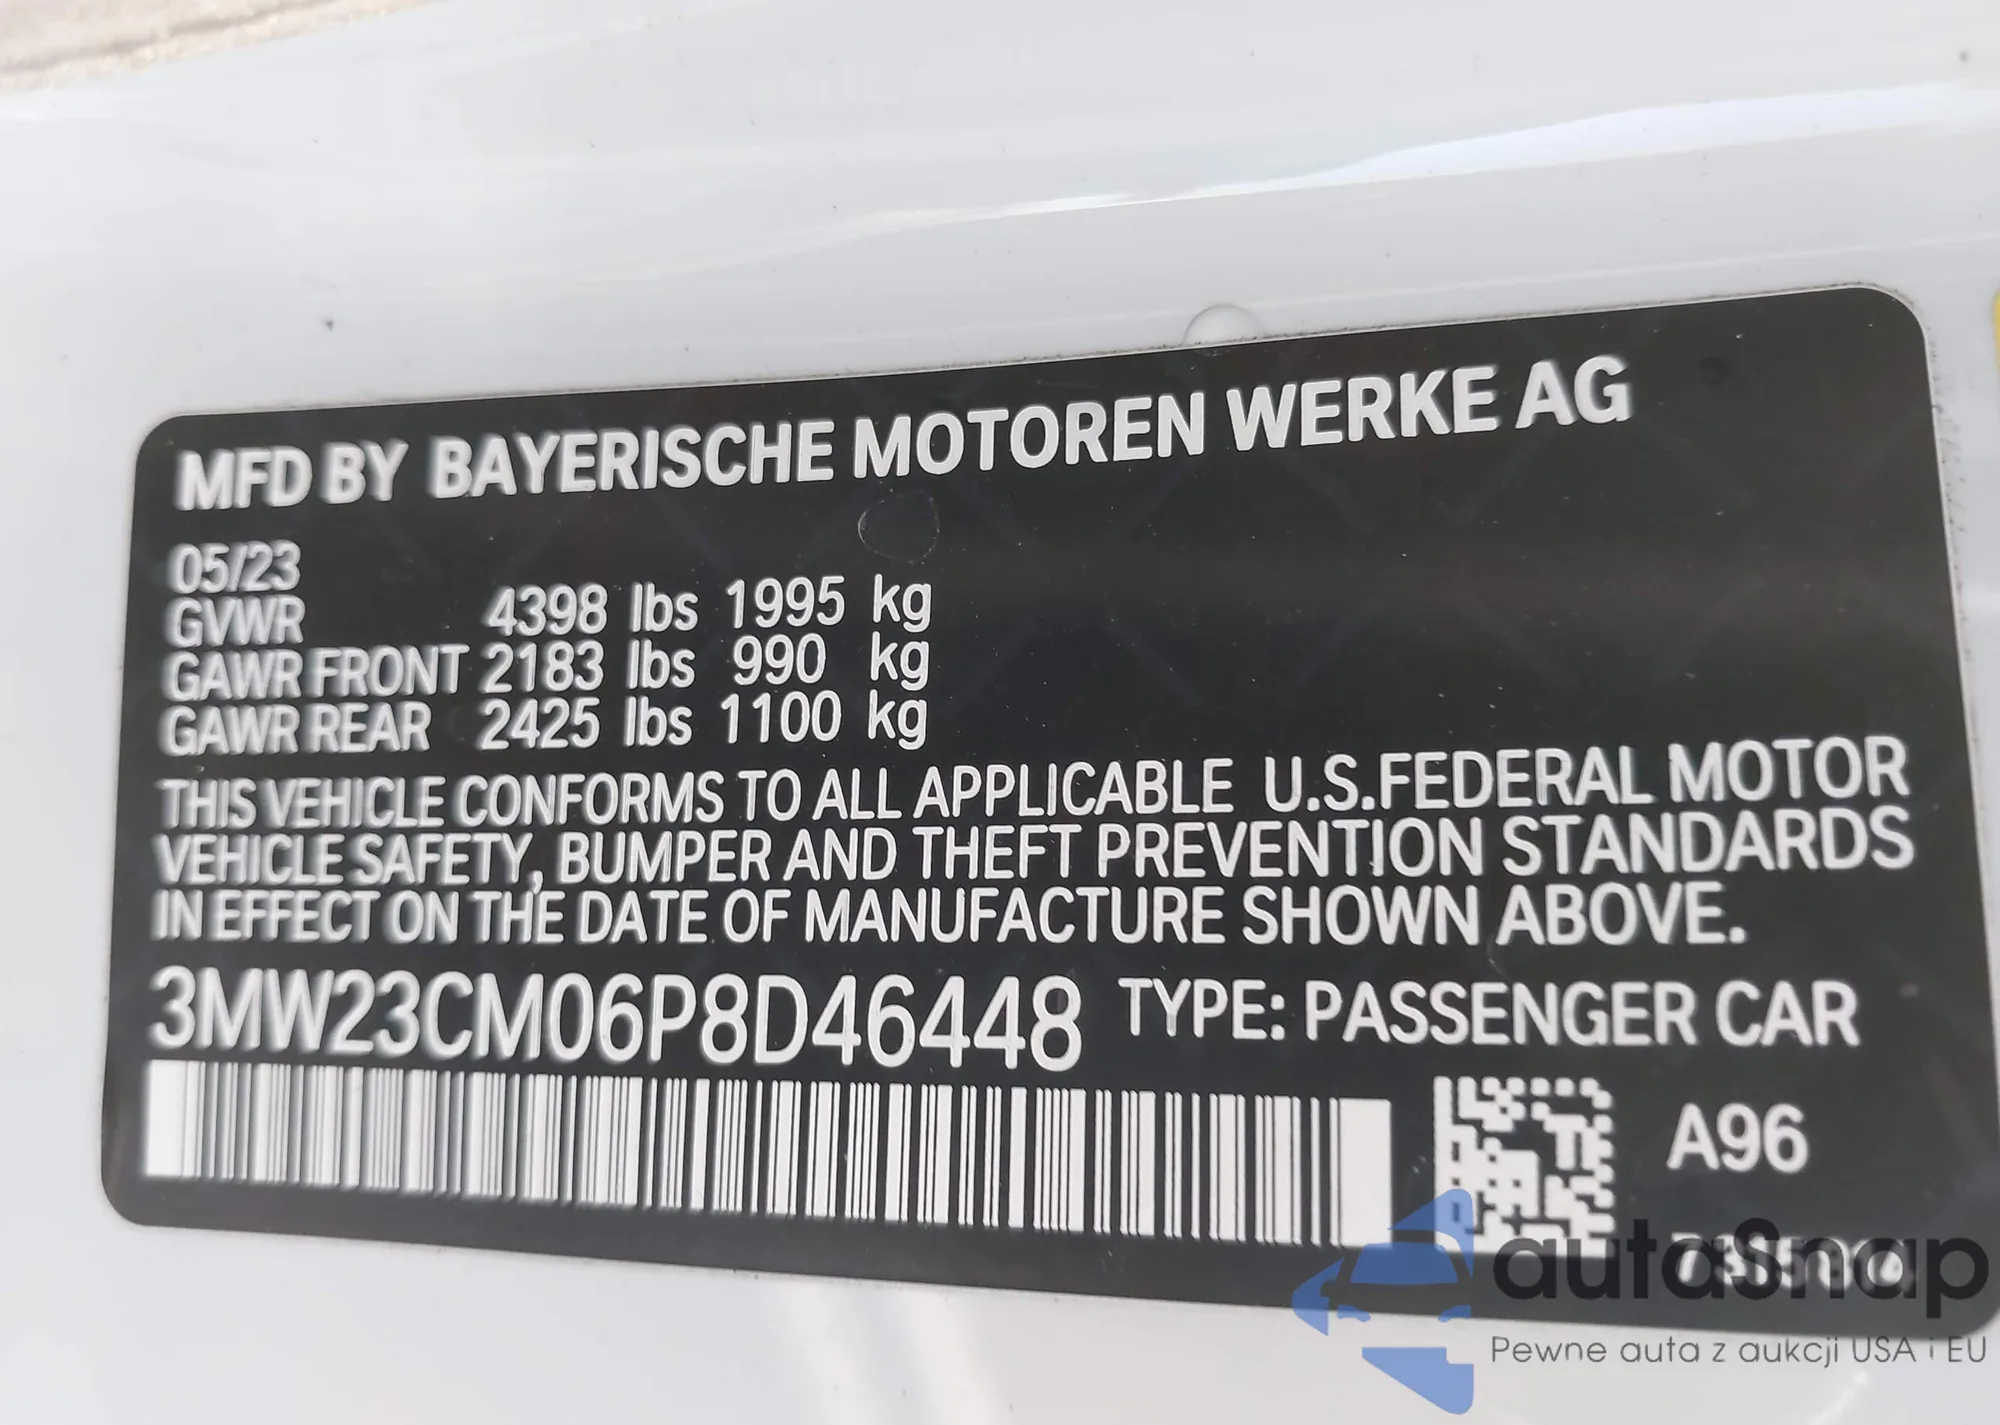 MFD BY BAYERISCHE MOTOREN WERKE AG
05/23
GVWR 4398 lbs 1995 kg
GAWR FRONT 2183 lbs 990 kg
GAWR REAR 2425 lbs 1100 kg
THIS VEHICLE CONFORMS TO ALL APPLICABLE U.S.FEDERAL MOTOR
VEHICLE SAFETY, BUMPER AND THEFT PREVENTION STANDARDS
IN EFFECT ON THE DATE OF MANUFACTURE SHOWN ABOVE.
3MW23CM06P8D46448 TYPE: PASSENGER CAR
A96
autaSnap
Pewne auta z aukcji USA i EU